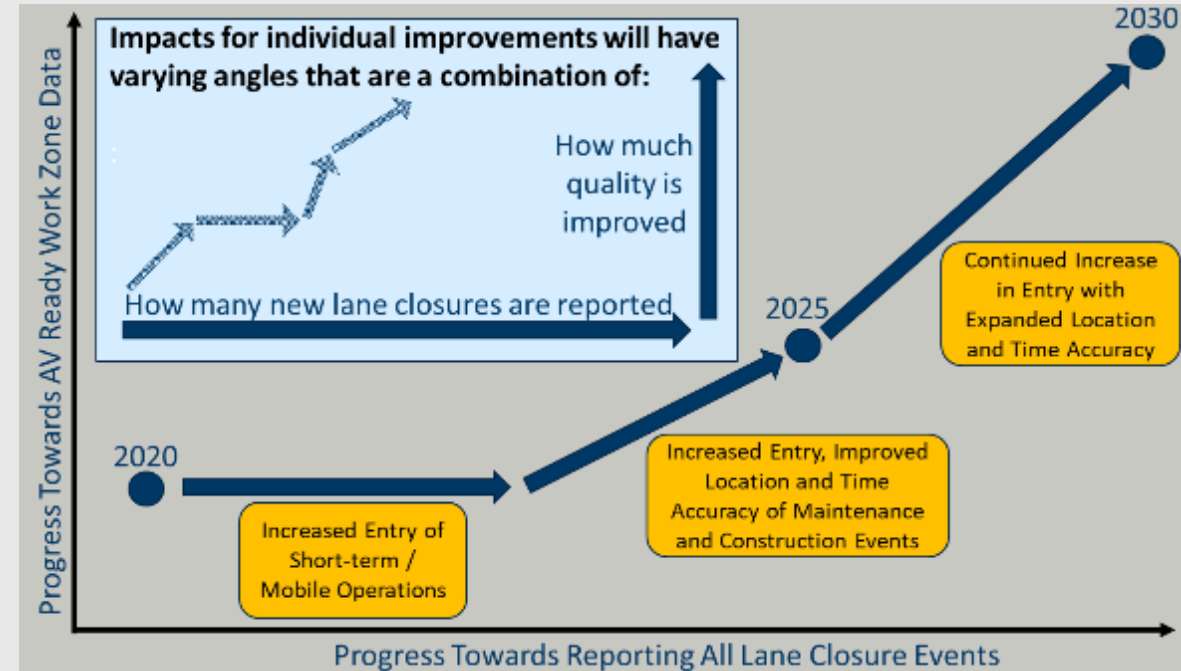 Progress Towards AV Ready Work Zone Data
Impacts for individual improvements will have
varying angles that are a combination of:
How much
quality is
improved
How many new lane closures are reported
2030
2025
2020
Continued Increase
in Entry with
Expanded Location
and Time Accuracy
Increased Entry, Improved
Location and Time
Accuracy of Maintenance
and Construction Events
Increased Entry of
Short-term /
Mobile Operations
Progress Towards Reporting All Lane Closure Events